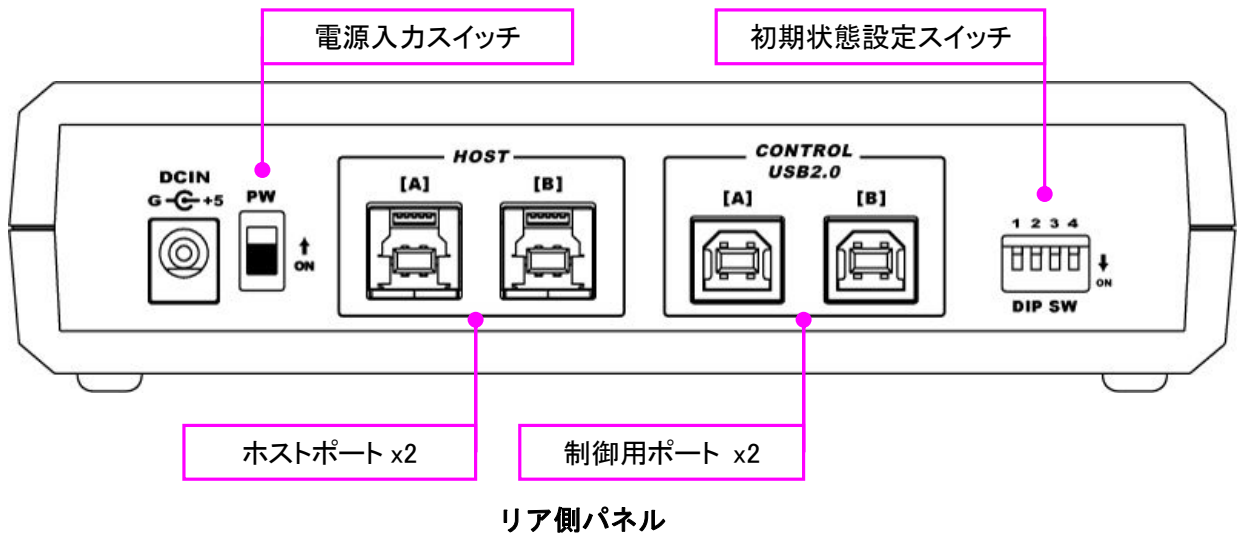 電源入力スイッチ
初期状態設定スイッチ
DCIN
G +5
PW
↑
ON
HOST
[A] [B]
CONTROL
USB2.0
[A] [B]
1 2 3 4
↓
ON
DIP SW
ホストポート x2
制御用ポート x2
リア側パネル